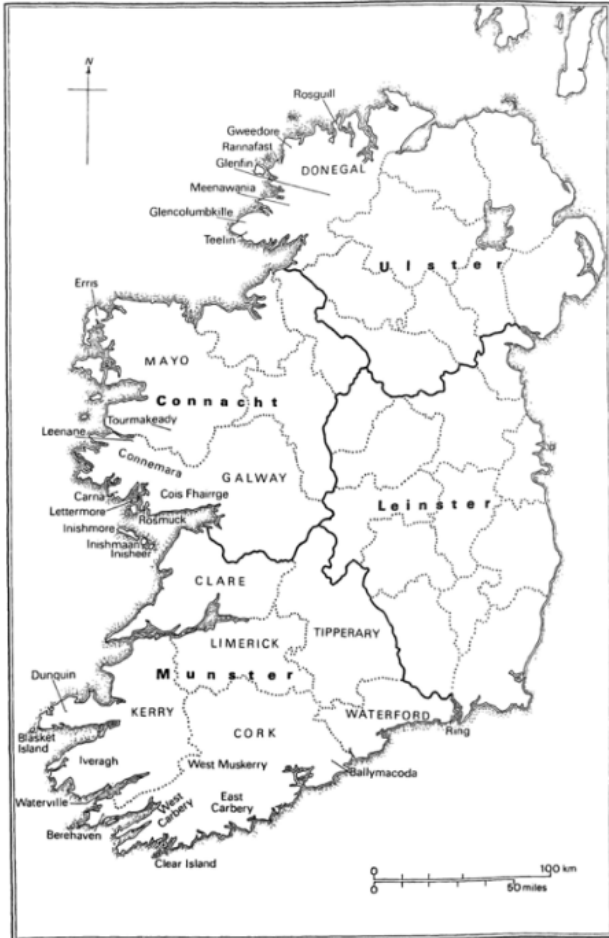 N
Rosguill
Gweedore
Rannafast
Glenfin
DONEGAL
Meenawania
Glencolumbkille
Teelin
Ulster
Erris
MAYO
Connacht
Tourmakeady
Leenane
Connemara
GALWAY
Carna
Cois Fhairrge
Lettermore
Rosmuck
Leinster
Inishmore
Inishmaan
Inisheer
CLARE
LIMERICK
TIPPERARY
Munster
Dunquin
KERRY
WATERFORD
Ring
Blasket
Island
CORK
Iveragh
West Muskerry
Ballymacoda
Waterville
West
Carbery
East
Carbery
Berehaven
Clear Island
0 100 km
0 50 miles